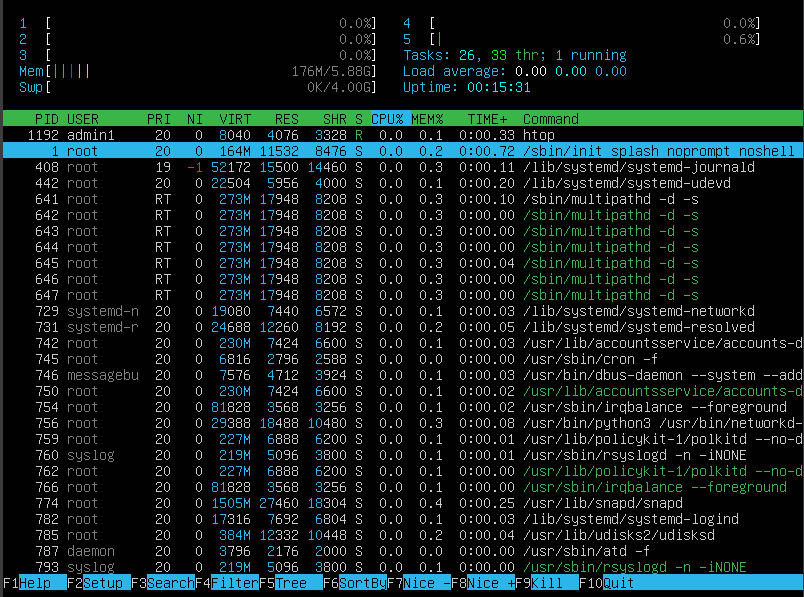 1 [ 0.0%] 4 [ 0.0%]
2 [ 0.0%] 5 [| 0.6%]
3 [ 0.0%] Tasks: 26, 33 thr; 1 running
Mem[||||| 176M/5.88G] Load average: 0.00 0.00 0.00
Swp[ 0K/4.00G] Uptime: 00:15:31
PID USER PRI NI VIRT RES SHR S CPU% MEM% TIME+ Command
1192 admin1 20 0 8040 4076 3328 R 0.0 0.1 0:00.33 htop
1 root 20 0 164M 11532 8476 S 0.0 0.2 0:00.72 /sbin/init splash noprompt noshell
408 root 19 -1 52172 15500 14460 S 0.0 0.3 0:00.11 /lib/systemd/systemd-journald
442 root 20 0 22504 5956 4000 S 0.0 0.1 0:00.20 /lib/systemd/systemd-udevd
641 root RT 0 273M 17948 8208 S 0.0 0.3 0:00.10 /sbin/multipathd -d -s
642 root RT 0 273M 17948 8208 S 0.0 0.3 0:00.00 /sbin/multipathd -d -s
643 root RT 0 273M 17948 8208 S 0.0 0.3 0:00.00 /sbin/multipathd -d -s
644 root RT 0 273M 17948 8208 S 0.0 0.3 0:00.00 /sbin/multipathd -d -s
645 root RT 0 273M 17948 8208 S 0.0 0.3 0:00.04 /sbin/multipathd -d -s
646 root RT 0 273M 17948 8208 S 0.0 0.3 0:00.00 /sbin/multipathd -d -s
647 root RT 0 273M 17948 8208 S 0.0 0.3 0:00.00 /sbin/multipathd -d -s
729 systemd-n 20 0 19080 7440 6572 S 0.0 0.1 0:00.03 /lib/systemd/systemd-networkd
731 systemd-r 20 0 24688 12260 8192 S 0.0 0.2 0:00.05 /lib/systemd/systemd-resolved
742 root 20 0 230M 7424 6600 S 0.0 0.1 0:00.03 /usr/lib/accountsservice/accounts-d
745 root 20 0 6816 2796 2588 S 0.0 0.0 0:00.00 /usr/sbin/cron -f
746 messagebu 20 0 7576 4712 3924 S 0.0 0.1 0:00.03 /usr/bin/dbus-daemon --system --add
750 root 20 0 230M 7424 6600 S 0.0 0.1 0:00.02 /usr/lib/accountsservice/accounts-d
754 root 20 0 81828 3568 3256 S 0.0 0.1 0:00.02 /usr/sbin/irqbalance --foreground
756 root 20 0 29388 18488 10480 S 0.0 0.3 0:00.08 /usr/bin/python3 /usr/bin/networkd-
759 root 20 0 227M 6888 6200 S 0.0 0.1 0:00.01 /usr/lib/policykit-1/polkitd --no-d
760 syslog 20 0 219M 5096 3800 S 0.0 0.1 0:00.01 /usr/sbin/rsyslogd -n -iNONE
762 root 20 0 227M 6888 6200 S 0.0 0.1 0:00.00 /usr/lib/policykit-1/polkitd --no-d
766 root 20 0 81828 3568 3256 S 0.0 0.1 0:00.00 /usr/sbin/irqbalance --foreground
774 root 20 0 1505M 27460 18304 S 0.0 0.4 0:00.25 /usr/lib/snapd/snapd
782 root 20 0 17316 7692 6804 S 0.0 0.1 0:00.03 /lib/systemd/systemd-logind
785 root 20 0 384M 12332 10448 S 0.0 0.2 0:00.04 /usr/lib/udisks2/udisksd
787 daemon 20 0 3796 2176 2000 S 0.0 0.0 0:00.00 /usr/sbin/atd -f
793 syslog 20 0 219M 5096 3800 S 0.0 0.1 0:00.00 /usr/sbin/rsyslogd -n -iNONE
F1Help F2Setup F3SearchF4FilterF5Tree F6SortByF7Nice -F8Nice +F9Kill F10Quit